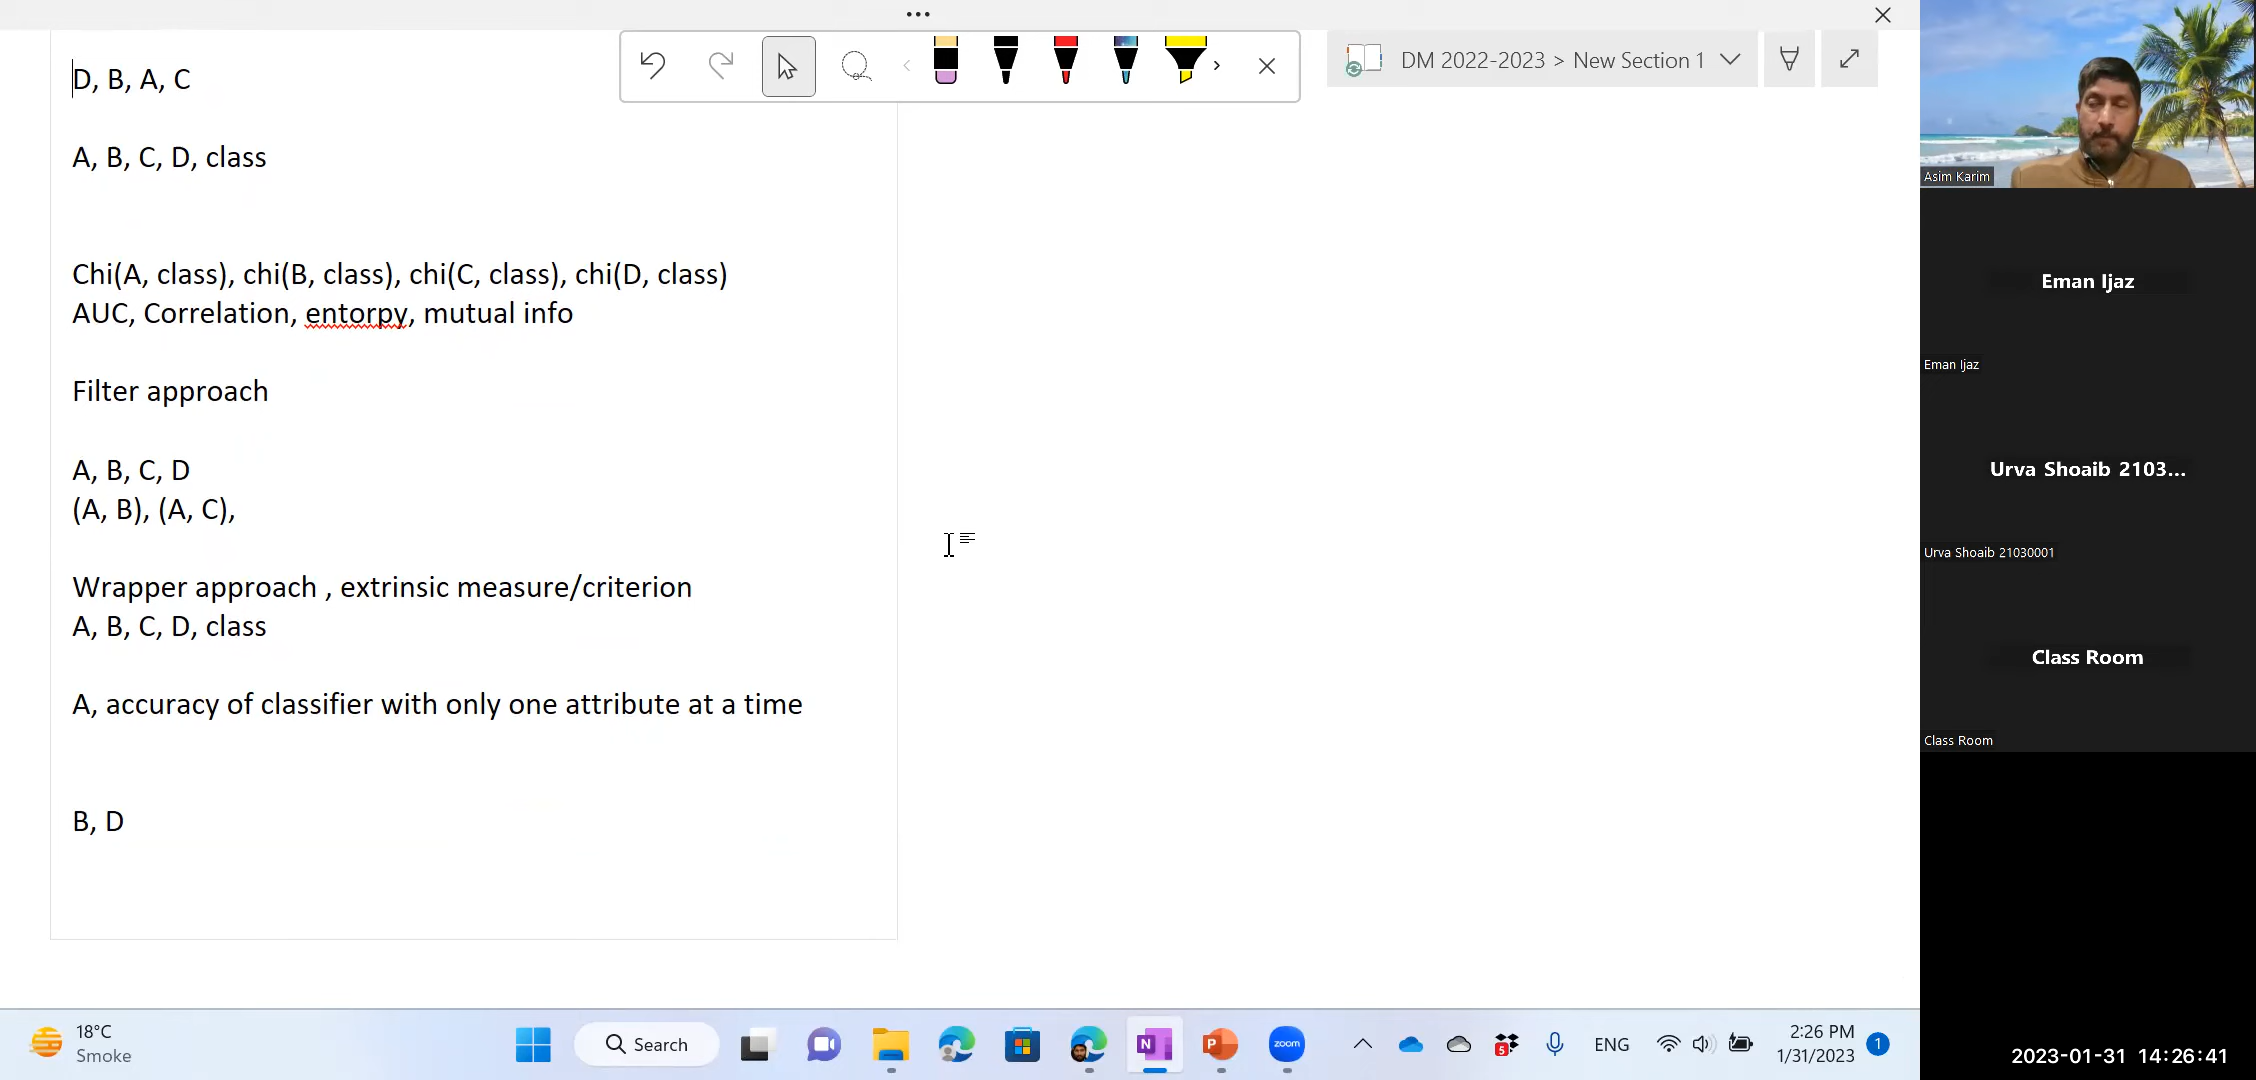 DM 2022-2023 > New Section 1
D, B, A, C
A, B, C, D, class
Chi(A, class), chi(B, class), chi(C, class), chi(D, class)
AUC, Correlation, entorpy, mutual info
Filter approach
A, B, C, D
(A, B), (A, C),
Wrapper approach , extrinsic measure/criterion
A, B, C, D, class
A, accuracy of classifier with only one attribute at a time
B, D
Asim Karim
Eman Ijaz
Eman Ijaz
Urva Shoaib 2103...
Urva Shoaib 21030001
Class Room
Class Room
18°C
Smoke
Search
N
P
zoom
5
ENG
2:26 PM
1/31/2023
1
2023-01-31 14:26:41